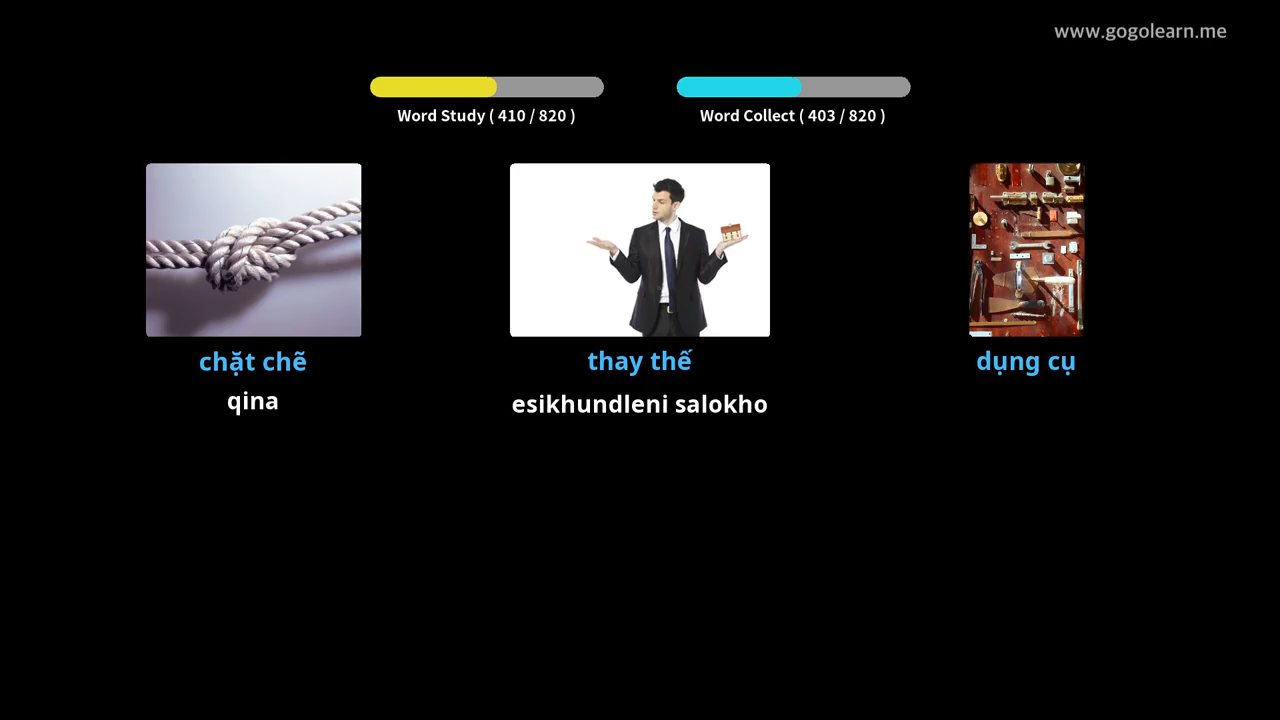 www.gogolearn.me
Word Study ( 410 / 820 )
Word Collect ( 403 / 820 )
chặt chẽ
qina
thay thế
esikhundleni salokho
dụng cụ